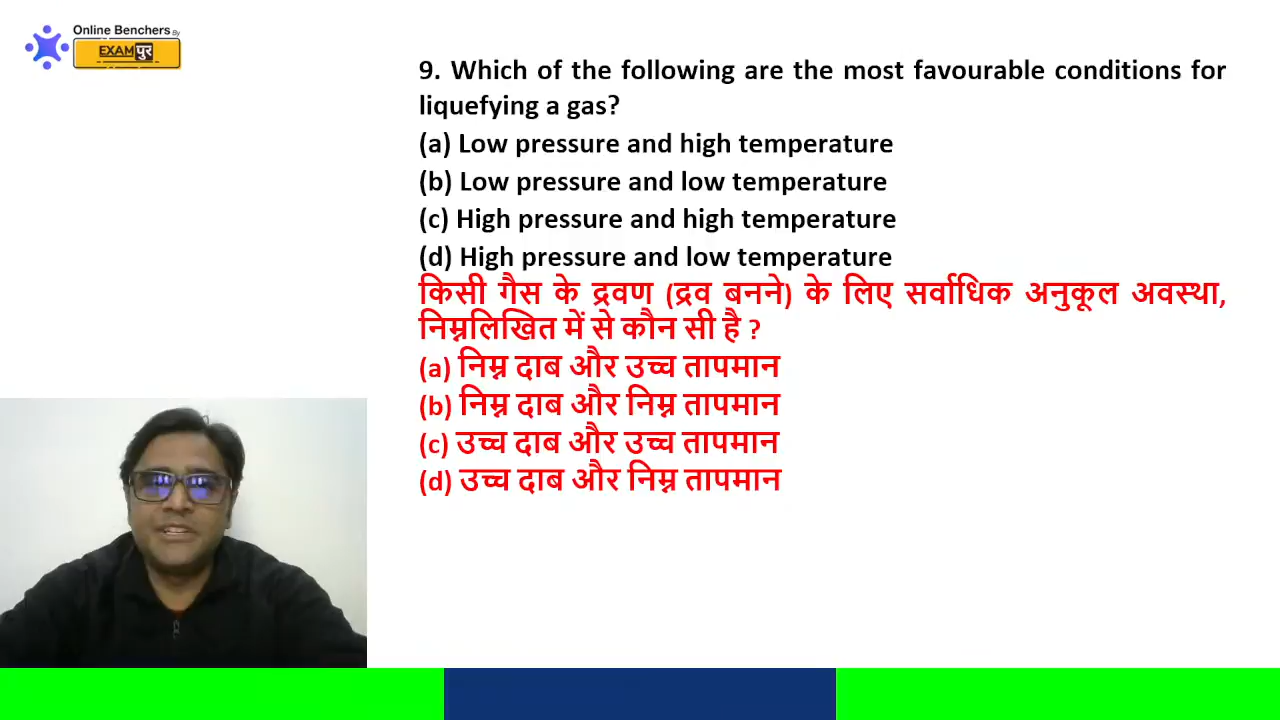 Online Benchers By
EXAMपुर
9. Which of the following are the most favourable conditions for
liquefying a gas?
(a) Low pressure and high temperature
(b) Low pressure and low temperature
(c) High pressure and high temperature
(d) High pressure and low temperature
किसी गैस के द्रवण (द्रव बनने) के लिए सर्वाधिक अनुकूल अवस्था,
निम्नलिखित में से कौन सी है ?
(a) निम्न दाब और उच्च तापमान
(b) निम्न दाब और निम्न तापमान
(c) उच्च दाब और उच्च तापमान
(d) उच्च दाब और निम्न तापमान